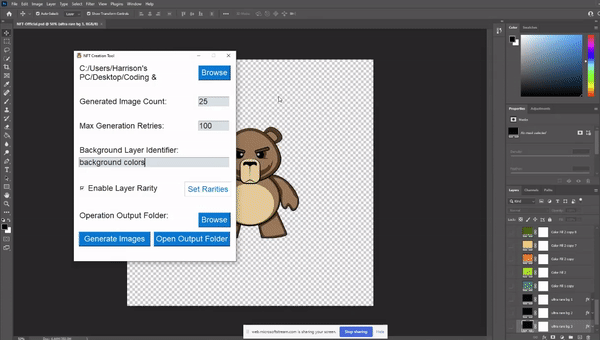 File Edit Image Layer Type Select Filter 3D View Plugins Window Help
NFT Creation Tool
C:/Users/Harrison's
PC/Desktop/Coding &
Browse
Generated Image Count:
25
Max Generation Retries:
100
Background Layer Identifier:
background colors
Enable Layer Rarity
Set Rarities
Operation Output Folder:
Browse
Generate Images
Open Output Folder
Color
Swatches
Properties
Adjustments
Layers
Channels
Paths
Color Fill 2 copy 8
Color Fill 2 copy 7
Color Fill 2 copy
Color Fill 2
Color Fill 1 copy
ultra rare bg 3
ultra rare bg 2
ultra rare bg 1
web.microsoftstream.com is sharing your screen.
Stop sharing
Hide